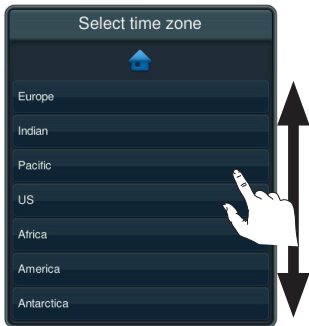 Select time zone
Europe
Indian
Pacific
US
Africa
America
Antarctica